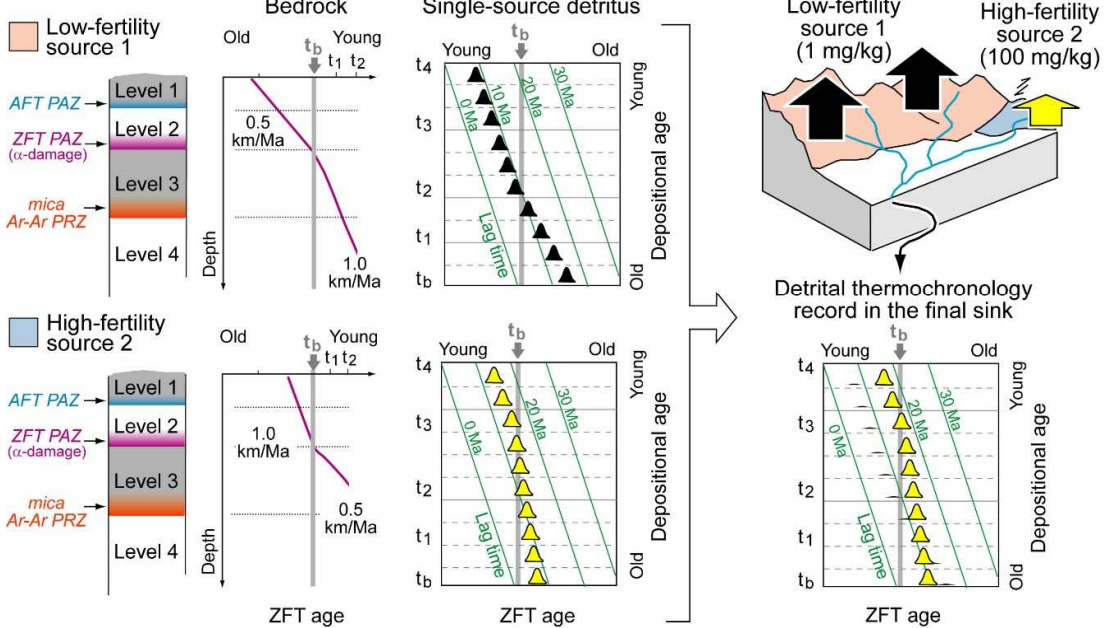 Bedrock
Single-source detritus
Low-fertility
source 1
Old
Young
tb
t1
t2
Level 1
AFT PAZ
Level 2
ZFT PAZ
(α-damage)
Level 3
mica
Ar-Ar PRZ
Level 4
0.5
km/Ma
1.0
km/Ma
Depth
Young
tb
Old
t4
t3
t2
t1
tb
0 Ma
10 Ma
20 Ma
30 Ma
Lag time
Young
Depositional age
Old
High-fertility
source 2
Old
Young
tb
t1
t2
Level 1
AFT PAZ
Level 2
ZFT PAZ
(α-damage)
Level 3
mica
Ar-Ar PRZ
Level 4
1.0
km/Ma
0.5
km/Ma
Depth
ZFT age
Young
tb
Old
t4
t3
t2
t1
tb
0 Ma
20 Ma
30 Ma
Lag time
Young
Depositional age
Old
ZFT age
Low-fertility
source 1
(1 mg/kg)
High-fertility
source 2
(100 mg/kg)
Detrital thermochronology
record in the final sink
Young
tb
Old
t4
t3
t2
t1
tb
0 Ma
20 Ma
30 Ma
Lag time
Young
Depositional age
Old
ZFT age